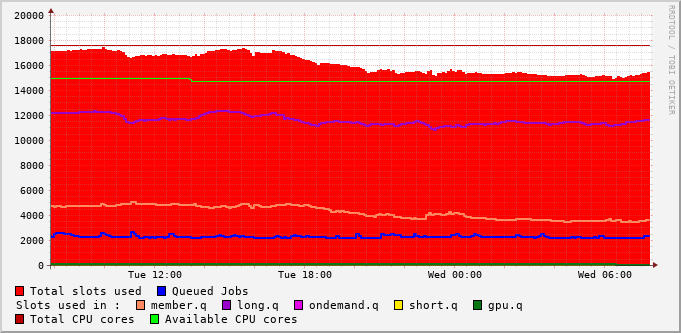 20000
18000
16000
14000
12000
10000
8000
6000
4000
2000
0
Tue 12:00 Tue 18:00 Wed 00:00 Wed 06:00
Total slots used Queued Jobs
Slots used in : member.q long.q ondemand.q short.q gpu.q
Total CPU cores Available CPU cores
RRDTOOL / TOBI OETIKER